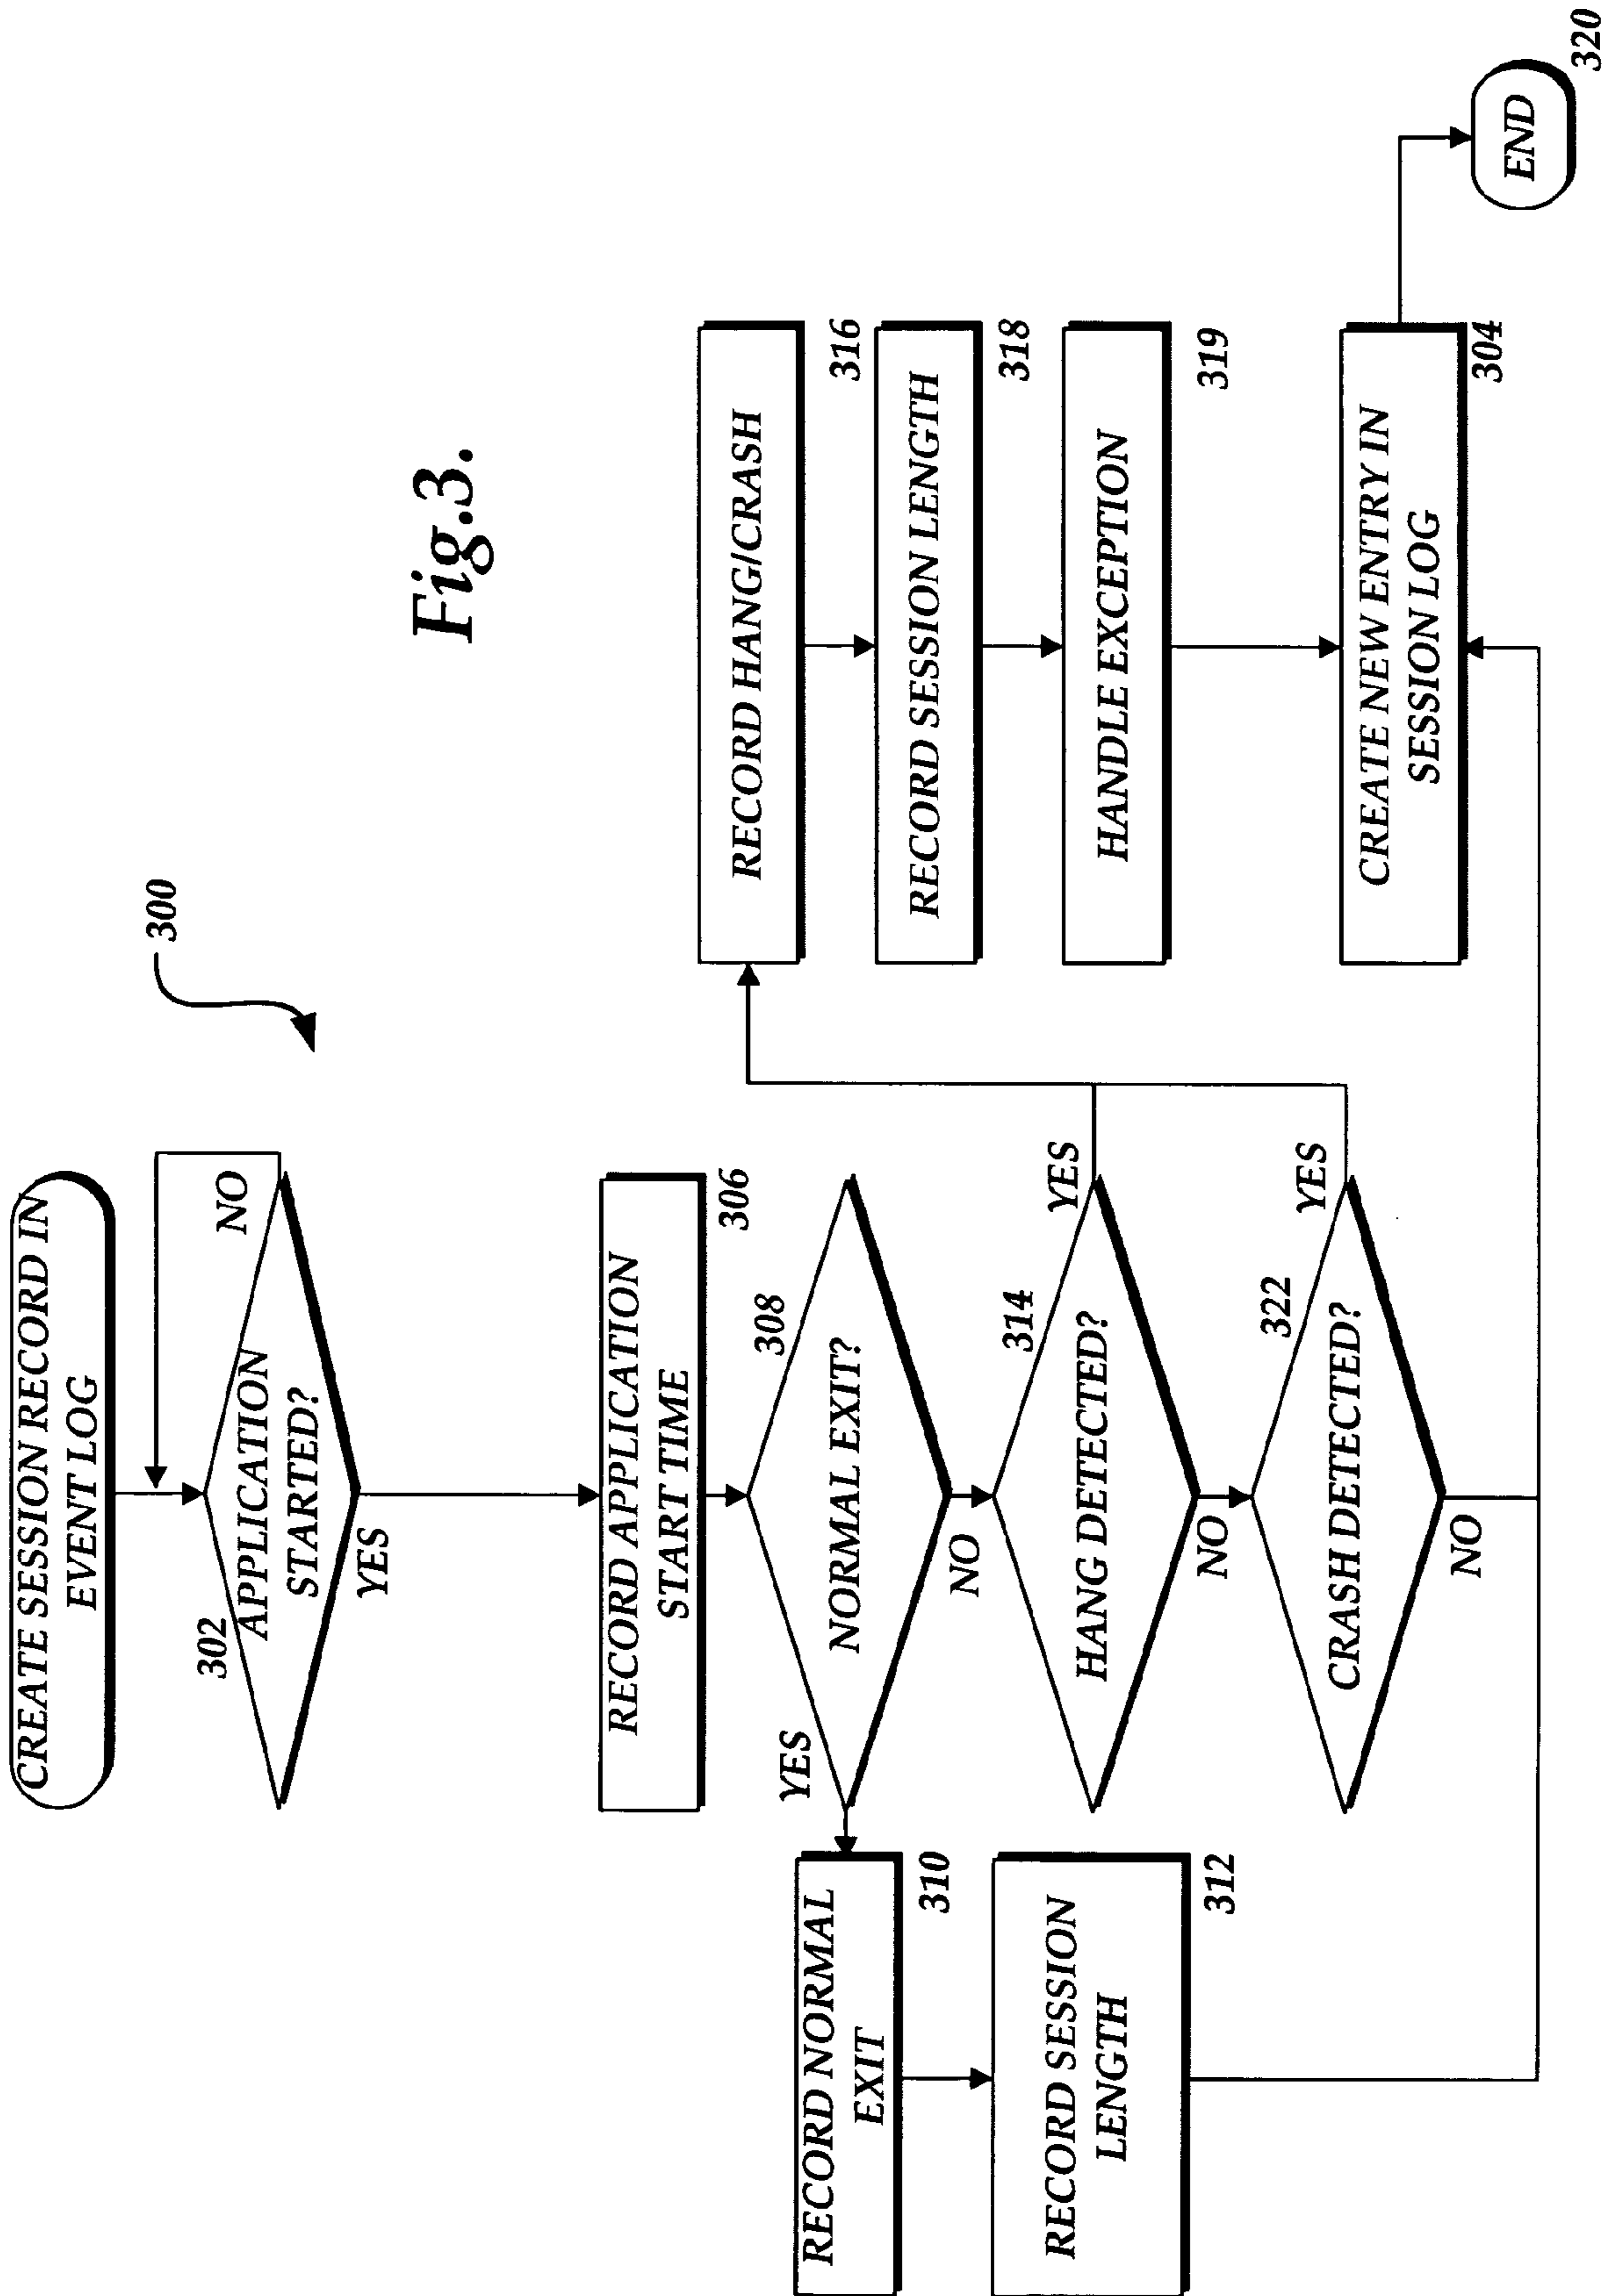 CREATE SESSION RECORD IN
EVENT LOG
300
302
APPLICATION
STARTED?
NO
YES
RECORD APPLICATION
START TIME
306
308
NORMAL EXIT?
YES
NO
RECORD NORMAL
EXIT
310
RECORD SESSION
LENGTH
312
314
HANG DETECTED?
YES
NO
322
CRASH DETECTED?
YES
NO
Fig.3.
RECORD HANG/CRASH
316
RECORD SESSION LENGTH
318
HANDLE EXCEPTION
319
CREATE NEW ENTRY IN
SESSION LOG
304
END
320